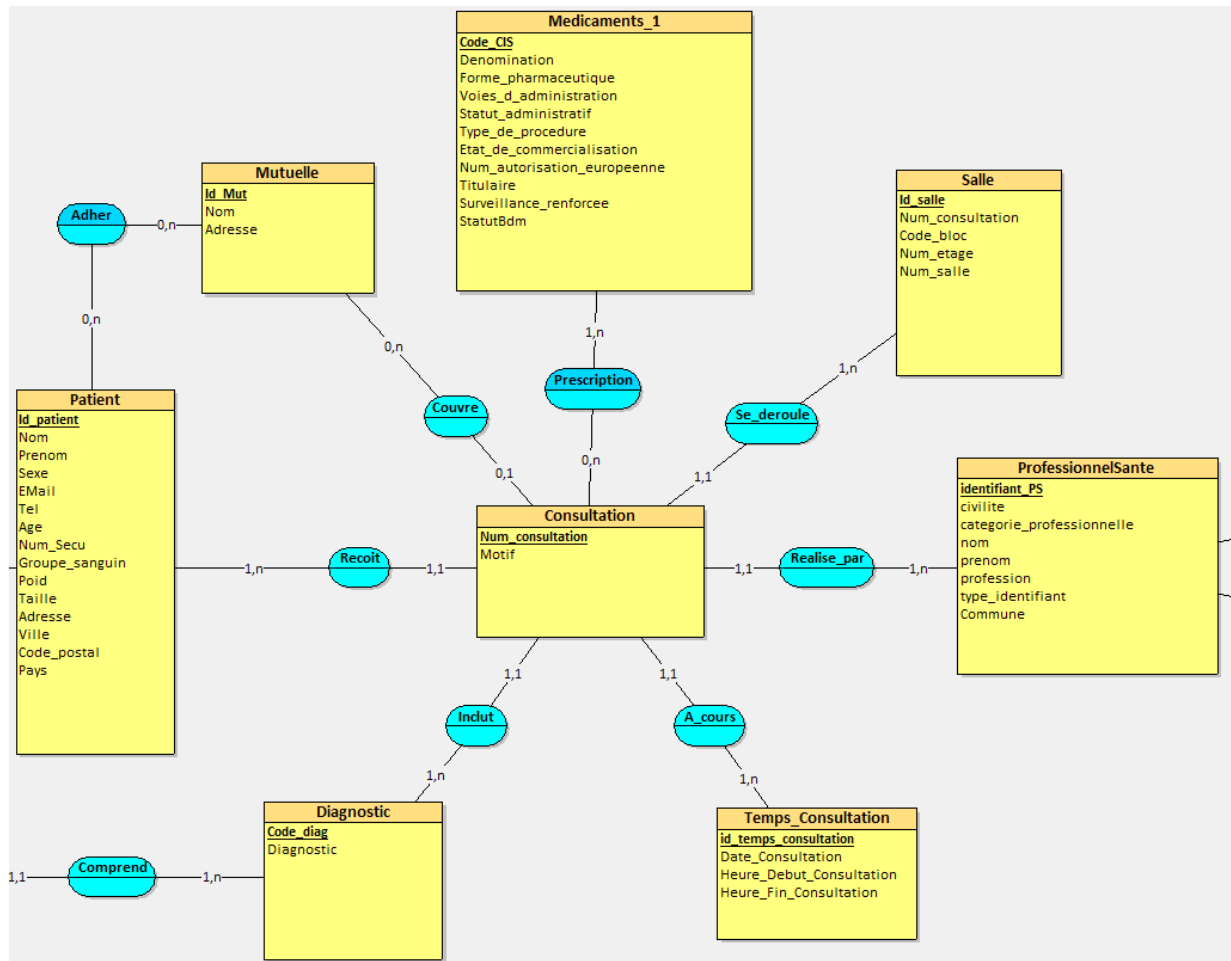 Medicaments_1
Code_CIS
Denomination
Forme_pharmaceutique
Voies_d_administration
Statut_administratif
Type_de_procedure
Etat_de_commercialisation
Num_autorisation_europeenne
Titulaire
Surveillance_renforcee
StatutBdm
Mutuelle
Id_Mut
Nom
Adresse
Salle
Id_salle
Num_consultation
Code_bloc
Num_etage
Num_salle
Adher
0,n
0,n
0,n
1,n
1,n
Prescription
Couvre
Se_deroule
0,1
0,n
1,1
Patient
Id_patient
Nom
Prenom
Sexe
EMail
Tel
Age
Num_Secu
Groupe_sanguin
Poid
Taille
Adresse
Ville
Code_postal
Pays
1,n
Recoit
1,1
Consultation
Num_consultation
Motif
1,1
Realise_par
1,n
ProfessionnelSante
identifiant_PS
civilite
categorie_professionnelle
nom
prenom
profession
type_identifiant
Commune
1,1
1,1
Inclut
A_cours
1,n
1,n
Diagnostic
Code_diag
Diagnostic
Temps_Consultation
id_temps_consultation
Date_Consultation
Heure_Debut_Consultation
Heure_Fin_Consultation
1,1
Comprend
1,n